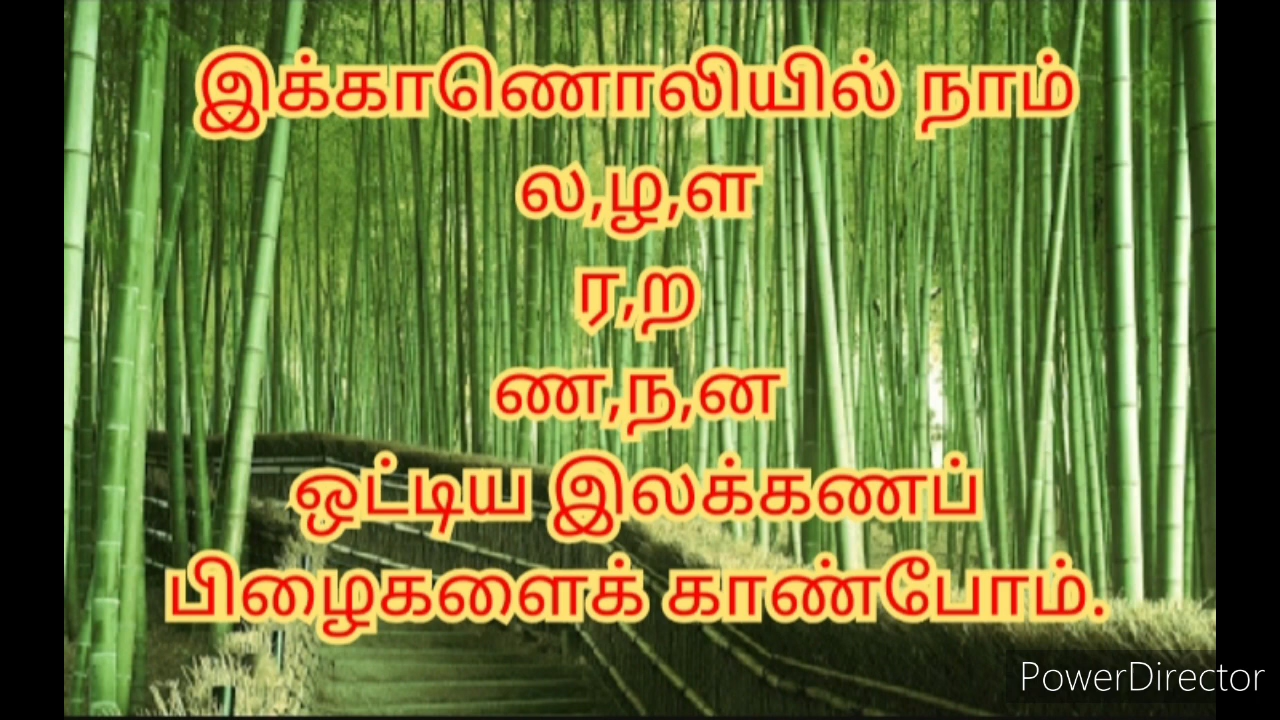 இக்காணொலியில் நாம்
ல,ழ,ள
ர,ற
ண,ந,ன
ஒட்டிய இலக்கணப்
பிழைகளைக் காண்போம்.
PowerDirector